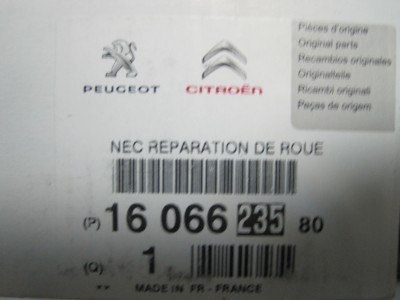 Pièces d'origine
Original parts
Recambios originales
Originalteile
Ricambi originali
Peças de origem
PEUGEOT
CITROËN
NEC REPARATION DE ROUE
(P) 16 066 235 80
(Q) 1
MADE IN FR - FRANCE